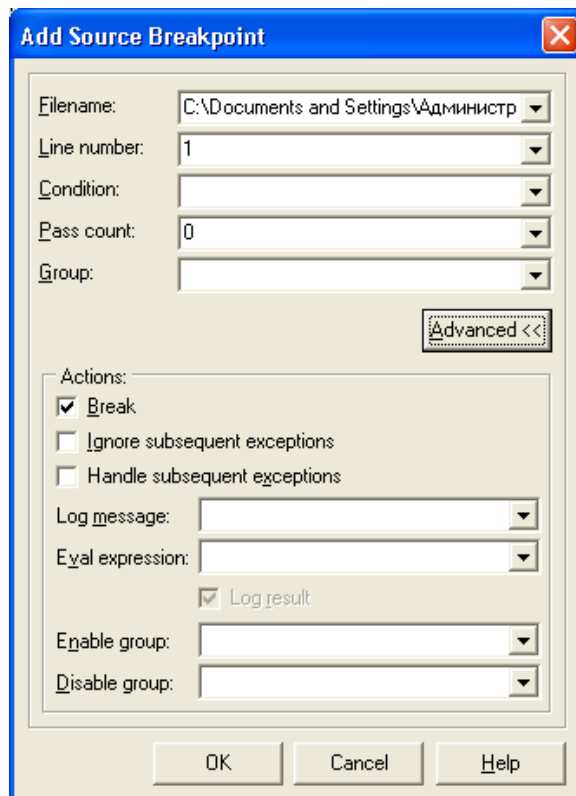 Add Source Breakpoint
Filename: C:\Documents and Settings\Администр
Line number: 1
Condition:
Pass count: 0
Group:
Advanced <<
Actions:
Break
Ignore subsequent exceptions
Handle subsequent exceptions
Log message:
Eval expression:
Log result
Enable group:
Disable group:
OK Cancel Help